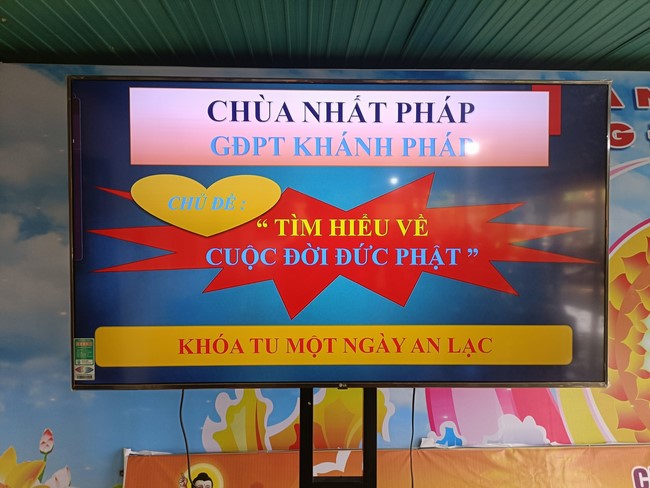 CHÙA NHẤT PHÁP
GĐPT KHÁNH PHÁP
CHỦ ĐỀ :
“ TÌM HIỂU VỀ
CUỘC ĐỜI ĐỨC PHẬT ”
KHÓA TU MỘT NGÀY AN LẠC
LG